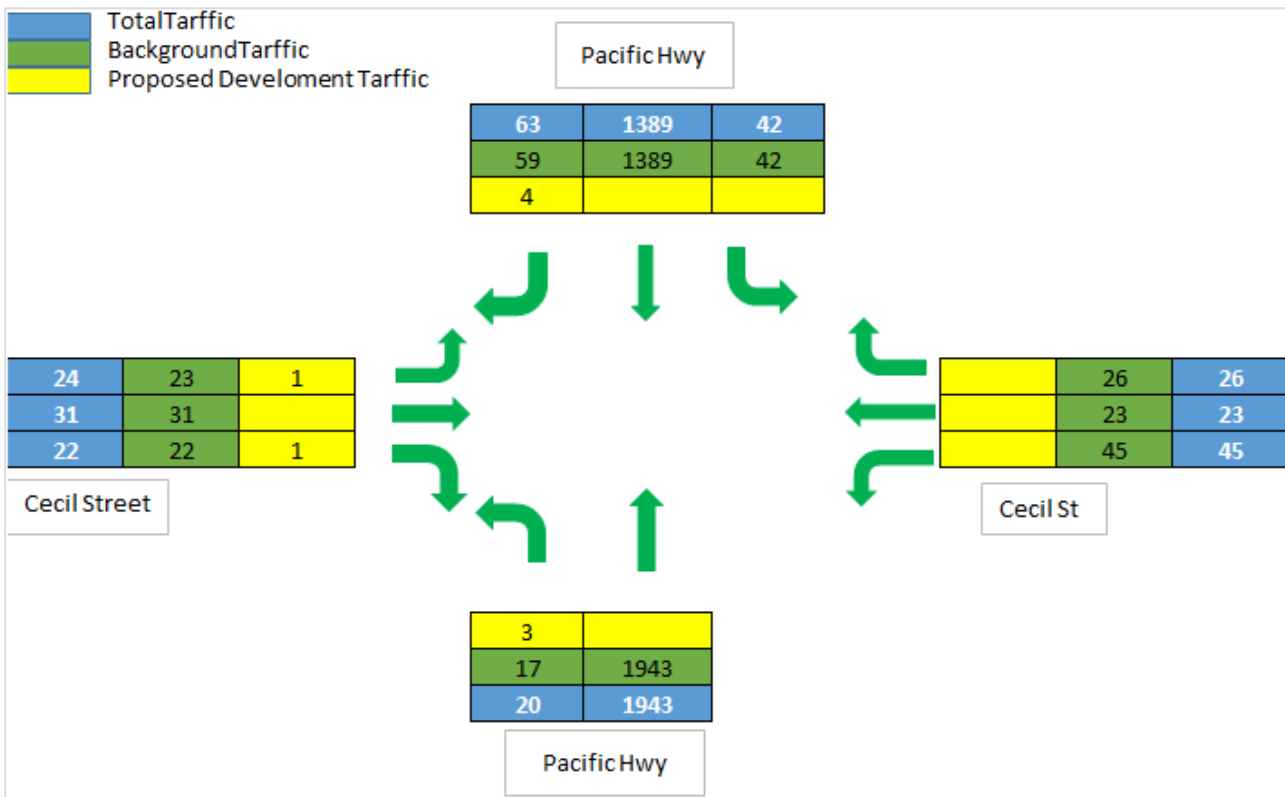 TotalTarffic
BackgroundTarffic
Proposed Develoment Tarffic
Pacific Hwy
63 1389 42
59 1389 42
4
24 23 1
31 31
22 22 1
Cecil Street
26 26
23 23
45 45
Cecil St
3
17 1943
20 1943
Pacific Hwy